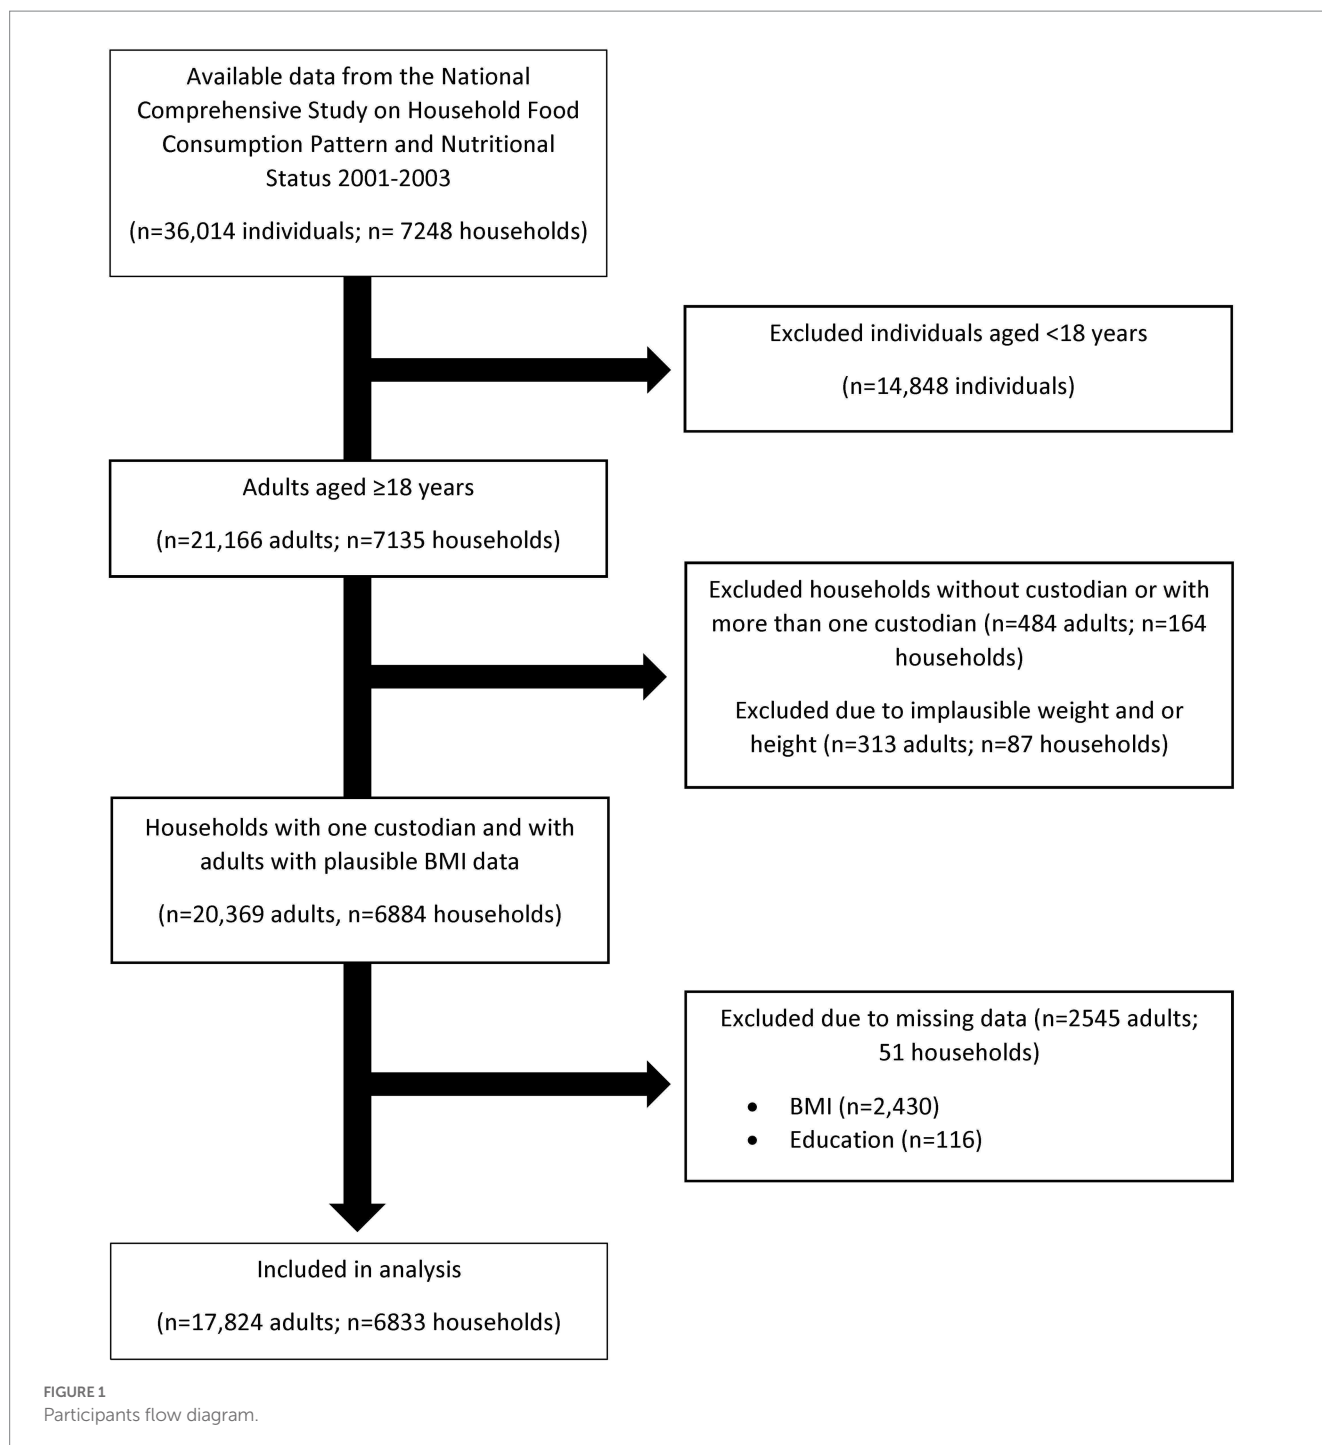 Available data from the National
Comprehensive Study on Household Food
Consumption Pattern and Nutritional
Status 2001-2003
(n=36,014 individuals; n= 7248 households)
Excluded individuals aged <18 years
(n=14,848 individuals)
Adults aged ≥18 years
(n=21,166 adults; n=7135 households)
Excluded households without custodian or with
more than one custodian (n=484 adults; n=164
households)
Excluded due to implausible weight and or
height (n=313 adults; n=87 households)
Households with one custodian and with
adults with plausible BMI data
(n=20,369 adults, n=6884 households)
Excluded due to missing data (n=2545 adults;
51 households)
• BMI (n=2,430)
• Education (n=116)
Included in analysis
(n=17,824 adults; n=6833 households)
FIGURE 1
Participants flow diagram.